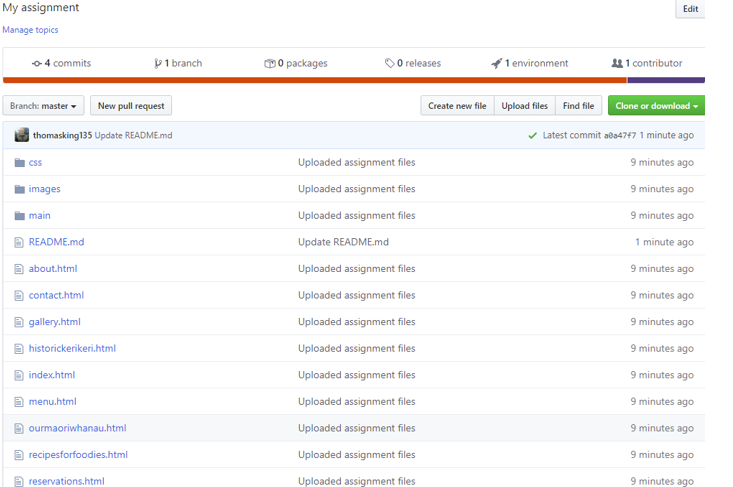 My assignment
Edit
Manage topics
4 commits 1 branch 0 packages 0 releases 1 environment 1 contributor
Branch: master New pull request Create new file Upload files Find file Clone or download
thomasking135 Update README.md Latest commit a0a47f7 1 minute ago
css Uploaded assignment files 9 minutes ago
images Uploaded assignment files 9 minutes ago
main Uploaded assignment files 9 minutes ago
README.md Update README.md 1 minute ago
about.html Uploaded assignment files 9 minutes ago
contact.html Uploaded assignment files 9 minutes ago
gallery.html Uploaded assignment files 9 minutes ago
historickerikeri.html Uploaded assignment files 9 minutes ago
index.html Uploaded assignment files 9 minutes ago
menu.html Uploaded assignment files 9 minutes ago
ourmaoriwhanau.html Uploaded assignment files 9 minutes ago
recipesforfoodies.html Uploaded assignment files 9 minutes ago
reservations.html Uploaded assignment files 9 minutes ago